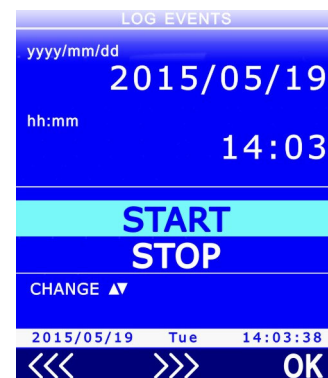 LOG EVENTS
yyyy/mm/dd
2015/05/19
hh:mm
14:03
START
STOP
CHANGE ▲▼
2015/05/19 Tue 14:03:38
<<< >>> OK